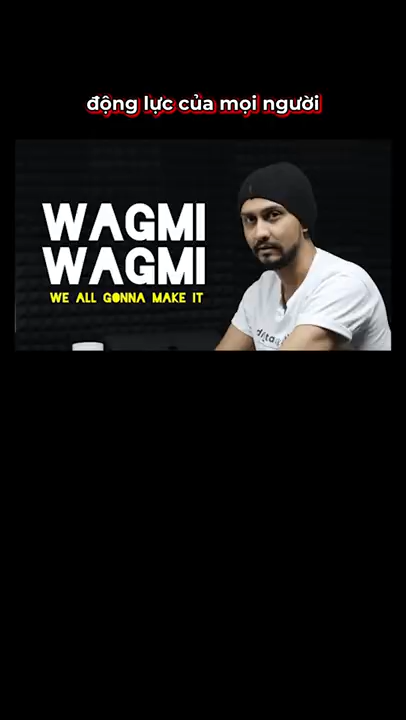 động lực của mọi người
WAGMI
WAGMI
WE ALL GONNA MAKE IT